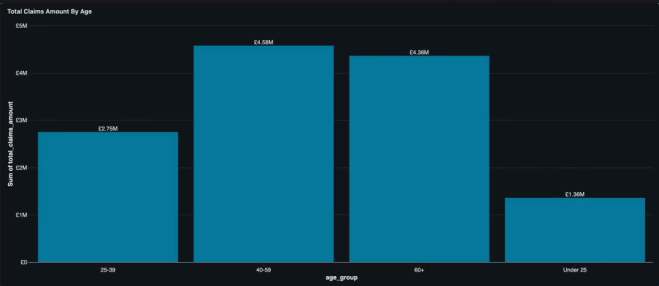 Total Claims Amount By Age
Sum of total_claims_amount
£5M
£4M
£3M
£2M
£1M
£0
£2.75M
£4.58M
£4.36M
£1.36M
25-39
40-59
60+
Under 25
age_group